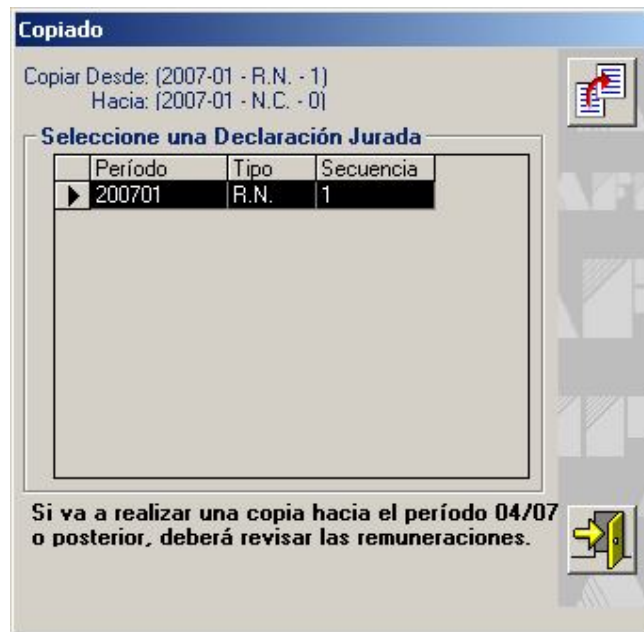 Copiado
Copiar Desde: (2007-01 - R.N. - 1)
Hacia: (2007-01 - N.C. - 0)
Seleccione una Declaración Jurada
Período Tipo Secuencia
200701 R.N. 1
Si va a realizar una copia hacia el período 04/07
o posterior, deberá revisar las remuneraciones.